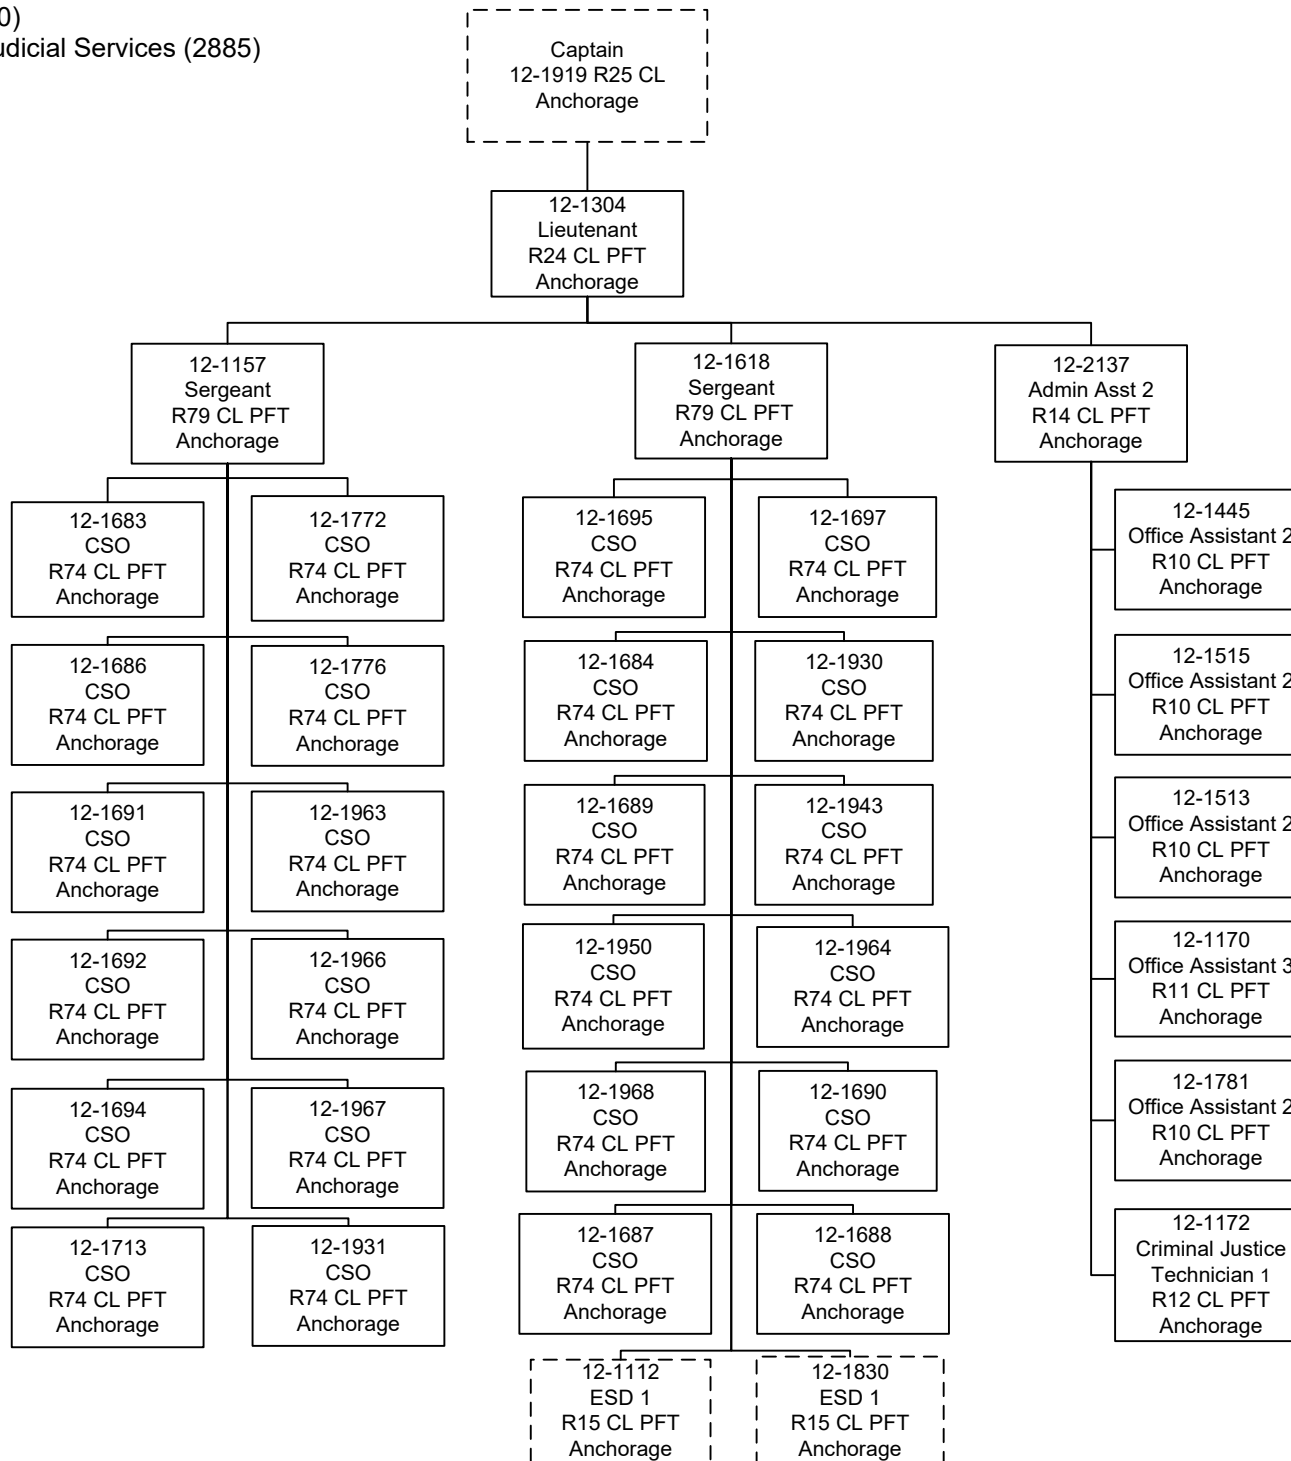 0)
udicial Services (2885)
Captain
12-1919 R25 CL
Anchorage
12-1304
Lieutenant
R24 CL PFT
Anchorage
12-1157
Sergeant
R79 CL PFT
Anchorage
12-1618
Sergeant
R79 CL PFT
Anchorage
12-2137
Admin Asst 2
R14 CL PFT
Anchorage
12-1683
CSO
R74 CL PFT
Anchorage
12-1772
CSO
R74 CL PFT
Anchorage
12-1695
CSO
R74 CL PFT
Anchorage
12-1697
CSO
R74 CL PFT
Anchorage
12-1445
Office Assistant 2
R10 CL PFT
Anchorage
12-1686
CSO
R74 CL PFT
Anchorage
12-1776
CSO
R74 CL PFT
Anchorage
12-1684
CSO
R74 CL PFT
Anchorage
12-1930
CSO
R74 CL PFT
Anchorage
12-1515
Office Assistant 2
R10 CL PFT
Anchorage
12-1691
CSO
R74 CL PFT
Anchorage
12-1963
CSO
R74 CL PFT
Anchorage
12-1689
CSO
R74 CL PFT
Anchorage
12-1943
CSO
R74 CL PFT
Anchorage
12-1513
Office Assistant 2
R10 CL PFT
Anchorage
12-1692
CSO
R74 CL PFT
Anchorage
12-1966
CSO
R74 CL PFT
Anchorage
12-1950
CSO
R74 CL PFT
Anchorage
12-1964
CSO
R74 CL PFT
Anchorage
12-1170
Office Assistant 3
R11 CL PFT
Anchorage
12-1694
CSO
R74 CL PFT
Anchorage
12-1967
CSO
R74 CL PFT
Anchorage
12-1968
CSO
R74 CL PFT
Anchorage
12-1690
CSO
R74 CL PFT
Anchorage
12-1781
Office Assistant 2
R10 CL PFT
Anchorage
12-1713
CSO
R74 CL PFT
Anchorage
12-1931
CSO
R74 CL PFT
Anchorage
12-1687
CSO
R74 CL PFT
Anchorage
12-1688
CSO
R74 CL PFT
Anchorage
12-1172
Criminal Justice
Technician 1
R12 CL PFT
Anchorage
12-1112
ESD 1
R15 CL PFT
Anchorage
12-1830
ESD 1
R15 CL PFT
Anchorage